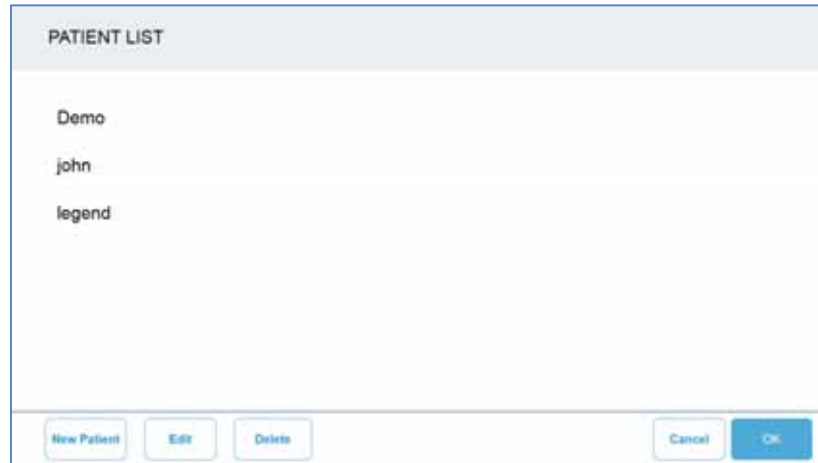 PATIENT LIST
Demo
john
legend
New Patient Edit Delete Cancel OK